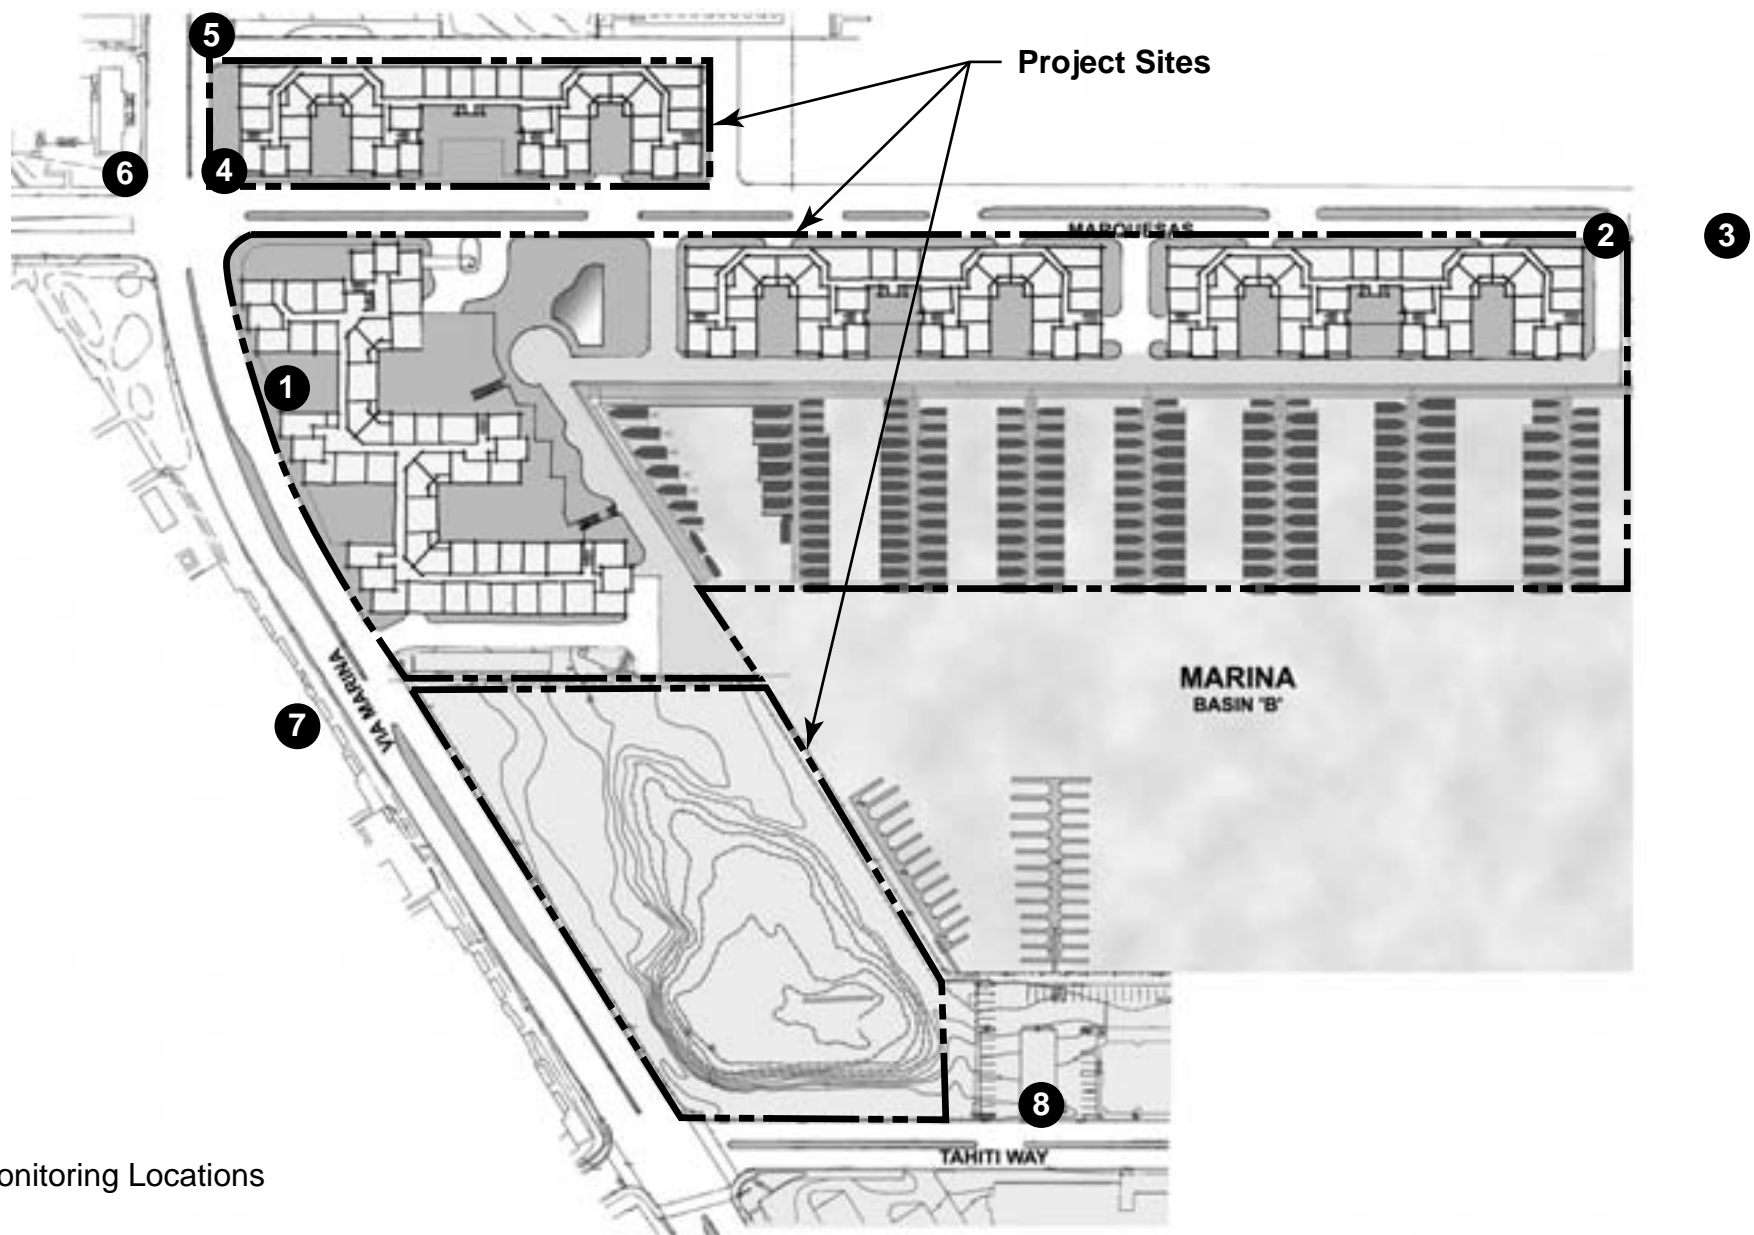 5
Project Sites
6
4
MARQUESAS
2
3
1
MARINA
BASIN "B"
VIA MARINA
7
8
TAHITI WAY
onitoring Locations